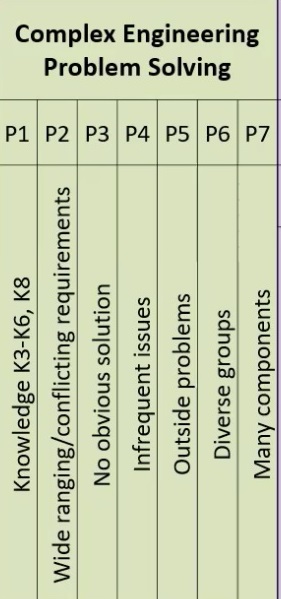 Complex Engineering
Problem Solving
P1 P2 P3 P4 P5 P6 P7
Knowledge K3-K6, K8
Wide ranging/conflicting requirements
No obvious solution
Infrequent issues
Outside problems
Diverse groups
Many components